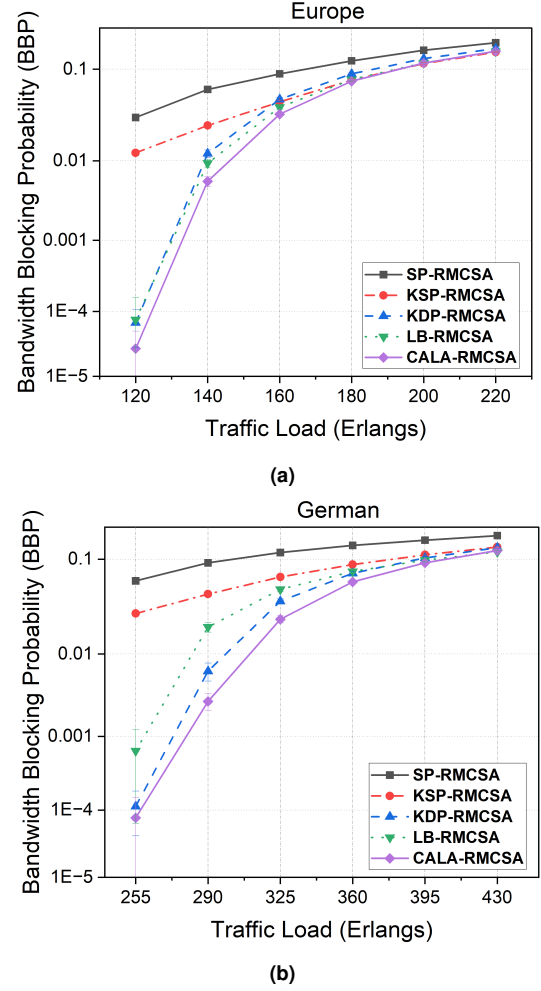 Europe
Bandwidth Blocking Probability (BBP)
0.1
0.01
0.001
1E-4
1E-5
SP-RMCSA
KSP-RMCSA
KDP-RMCSA
LB-RMCSA
CALA-RMCSA
120 140 160 180 200 220
Traffic Load (Erlangs)
(a)
German
Bandwidth Blocking Probability (BBP)
0.1
0.01
0.001
1E-4
1E-5
SP-RMCSA
KSP-RMCSA
KDP-RMCSA
LB-RMCSA
CALA-RMCSA
255 290 325 360 395 430
Traffic Load (Erlangs)
(b)